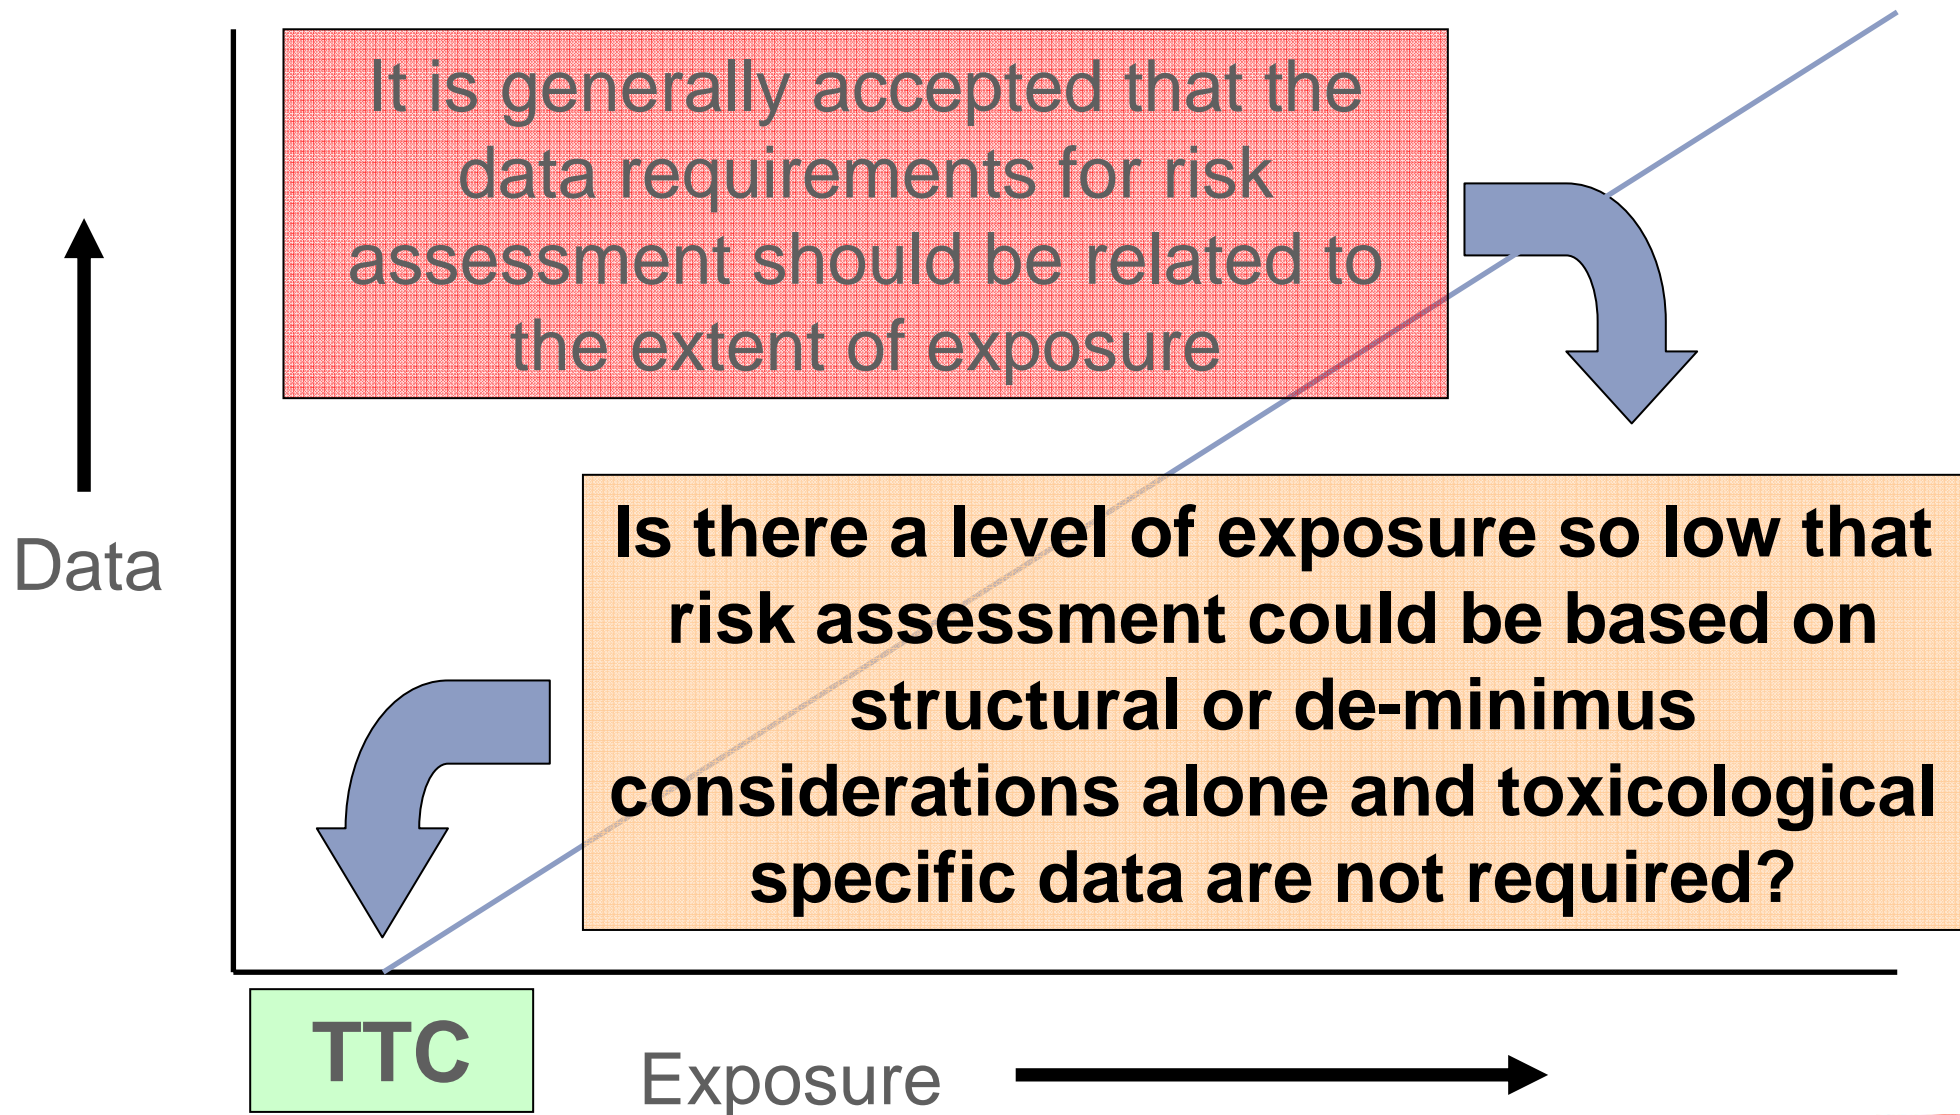 It is generally accepted that the
data requirements for risk
assessment should be related to
the extent of exposure
Data
Is there a level of exposure so low that
risk assessment could be based on
structural or de-minimus
considerations alone and toxicological
specific data are not required?
TTC
Exposure